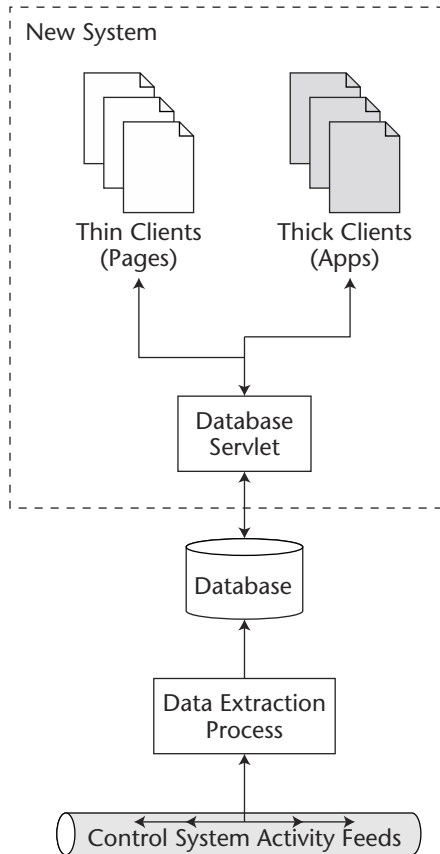 New System
Thin Clients
(Pages)
Thick Clients
(Apps)
Database
Servlet
Database
Data Extraction
Process
Control System Activity Feeds